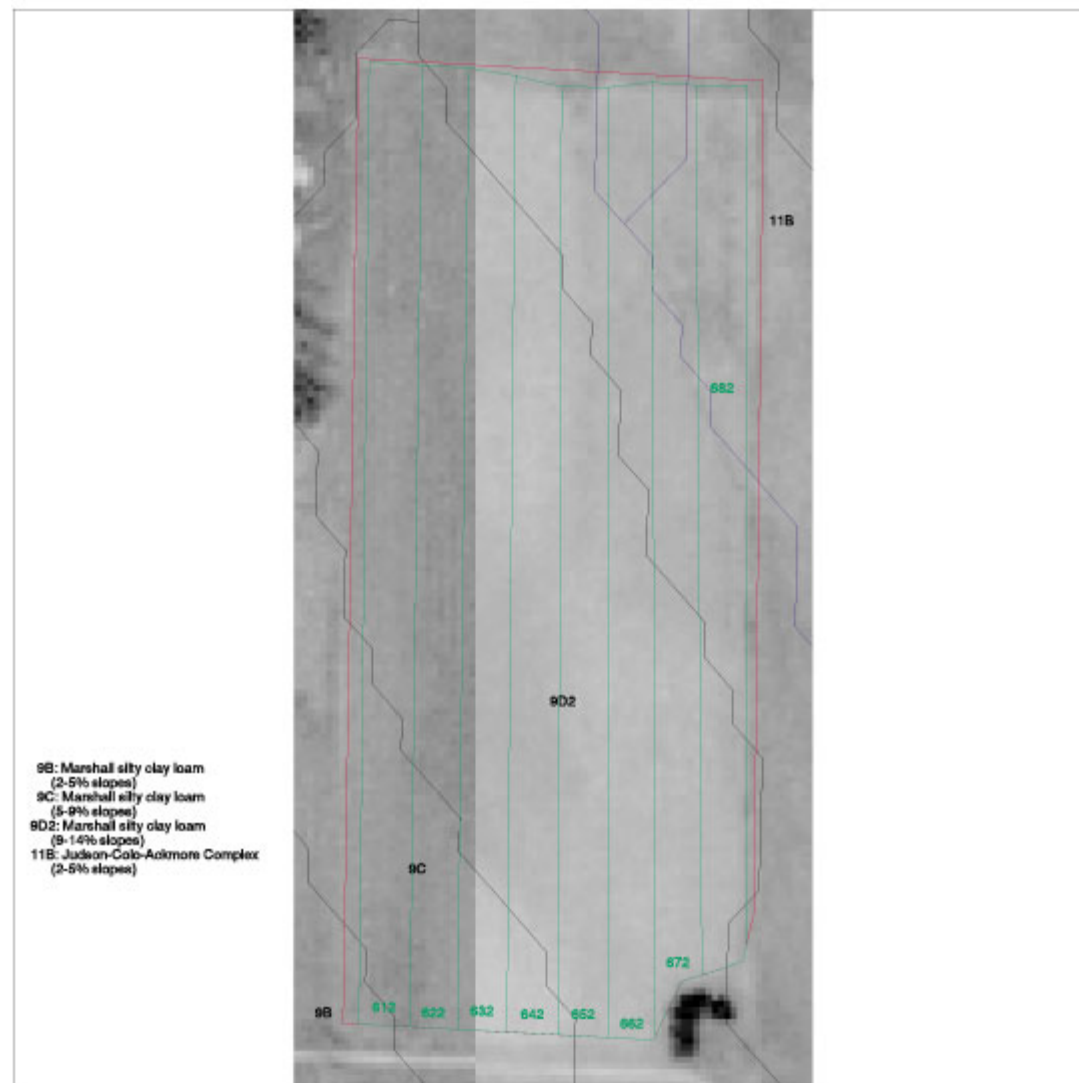 11B
682
9D2
9B: Marshall silty clay loam
(2-5% slopes)
9C: Marshall silty clay loam
(5-9% slopes)
9D2: Marshall silty clay loam
(9-14% slopes)
11B: Judson-Colo-Ackmore Complex
(2-5% slopes)
9C
672
9B
612
622
632
642
652
662